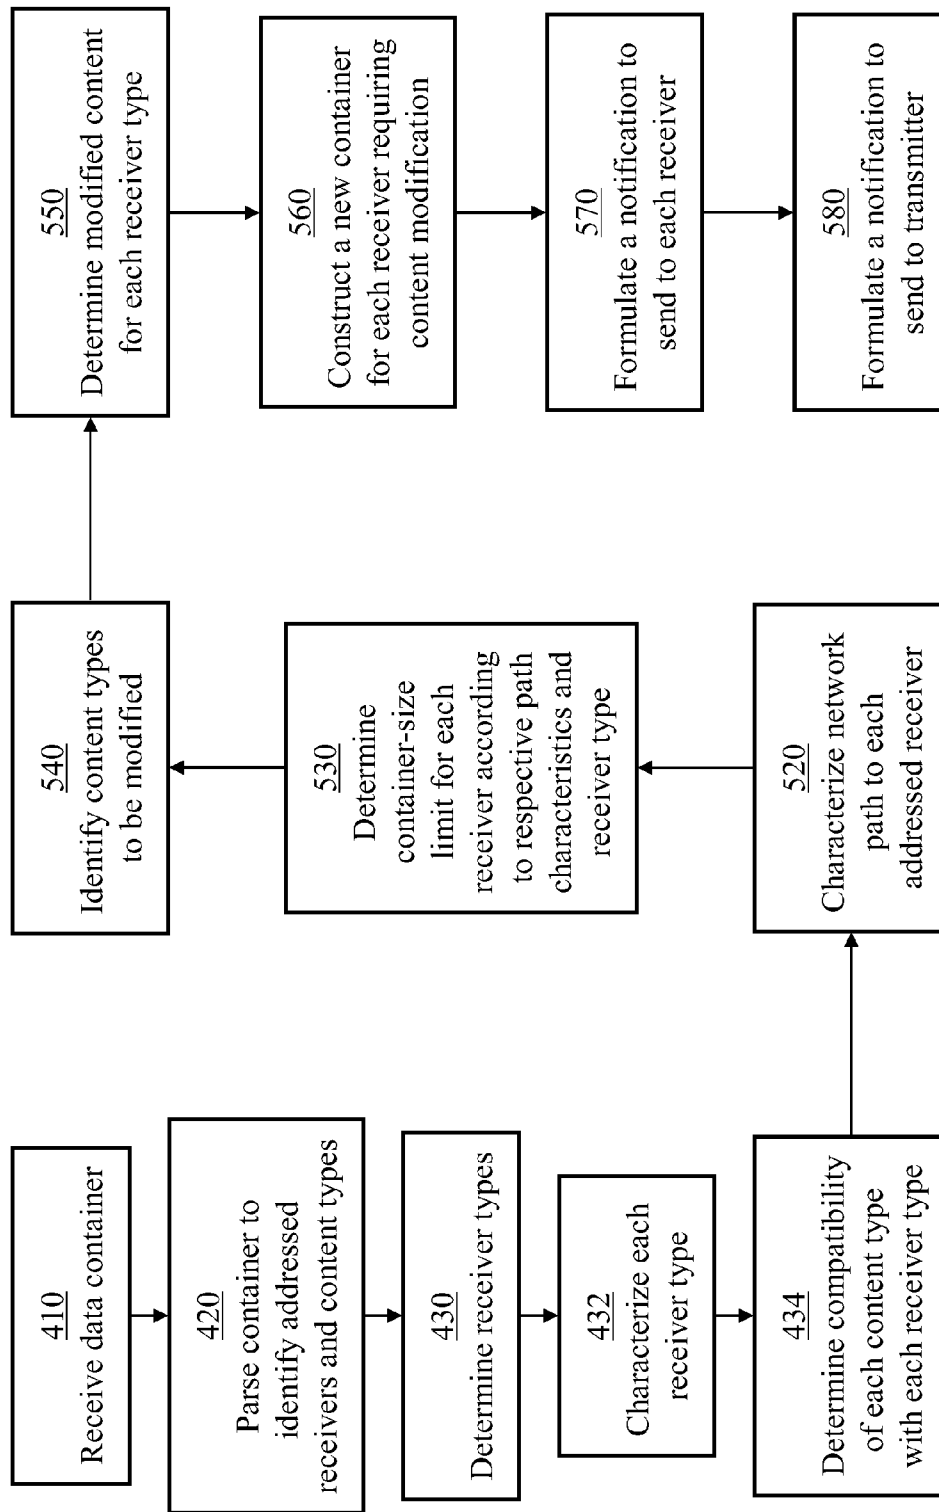 410
Receive data container
420
Parse container to
identify addressed
receivers and content types
430
Determine receiver types
432
Characterize each
receiver type
434
Determine compatibility
of each content type
with each receiver type
520
Characterize network
path to each
addressed receiver
530
Determine
container-size
limit for each
receiver according
to respective path
characteristics and
receiver type
540
Identify content types
to be modified
550
Determine modified content
for each receiver type
560
Construct a new container
for each receiver requiring
content modification
570
Formulate a notification to
send to each receiver
580
Formulate a notification to
send to transmitter